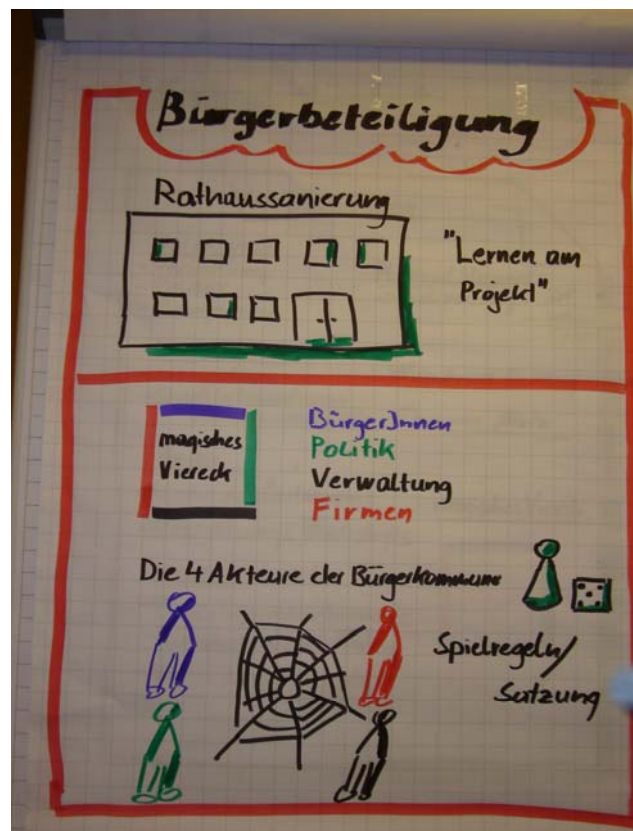 Bürgerbeteiligung
Rathaussanierung
"Lernen am
Projekt"
magisches
Viereck
BürgerInnen
Politik
Verwaltung
Firmen
Die 4 Akteure der Bürgerkommune
Spielregeln/
Satzung